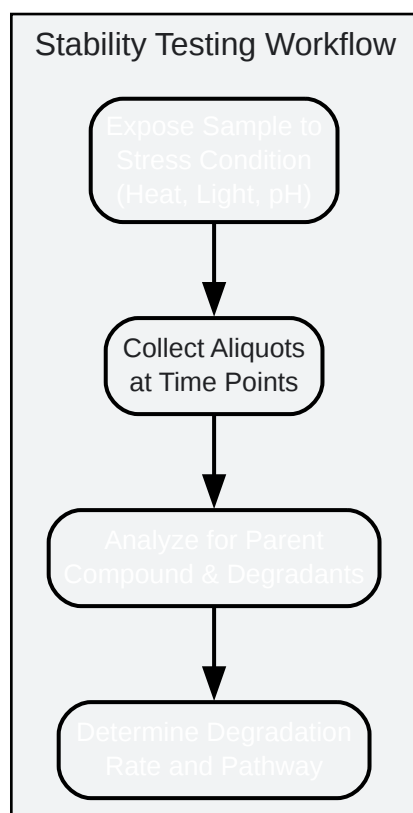 Stability Testing Workflow
Expose Sample to
Stress Condition
(Heat, Light, pH)
Collect Aliquots
at Time Points
Analyze for Parent
Compound & Degradants
Determine Degradation
Rate and Pathway